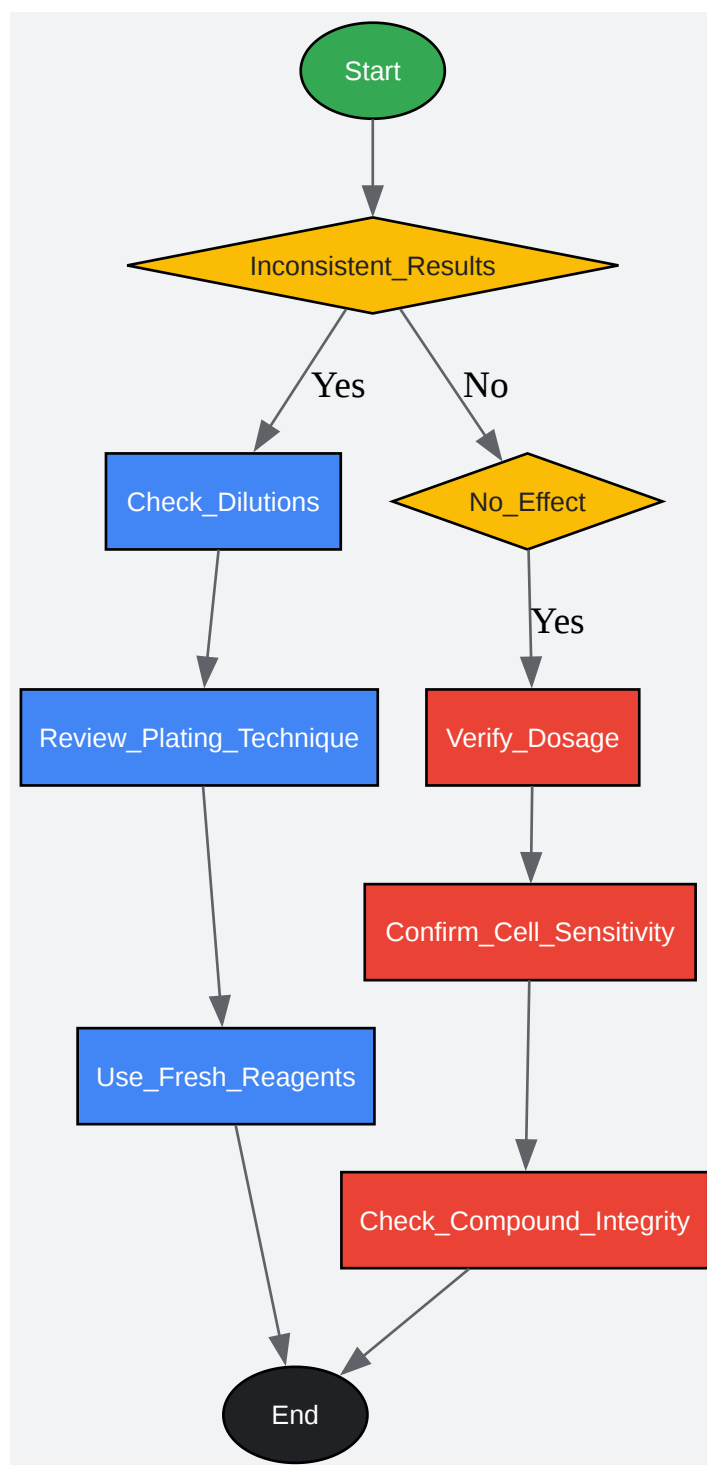 Start
Inconsistent_Results
Yes
No
Check_Dilutions
No_Effect
Yes
Review_Plating_Technique
Verify_Dosage
Confirm_Cell_Sensitivity
Use_Fresh_Reagents
Check_Compound_Integrity
End